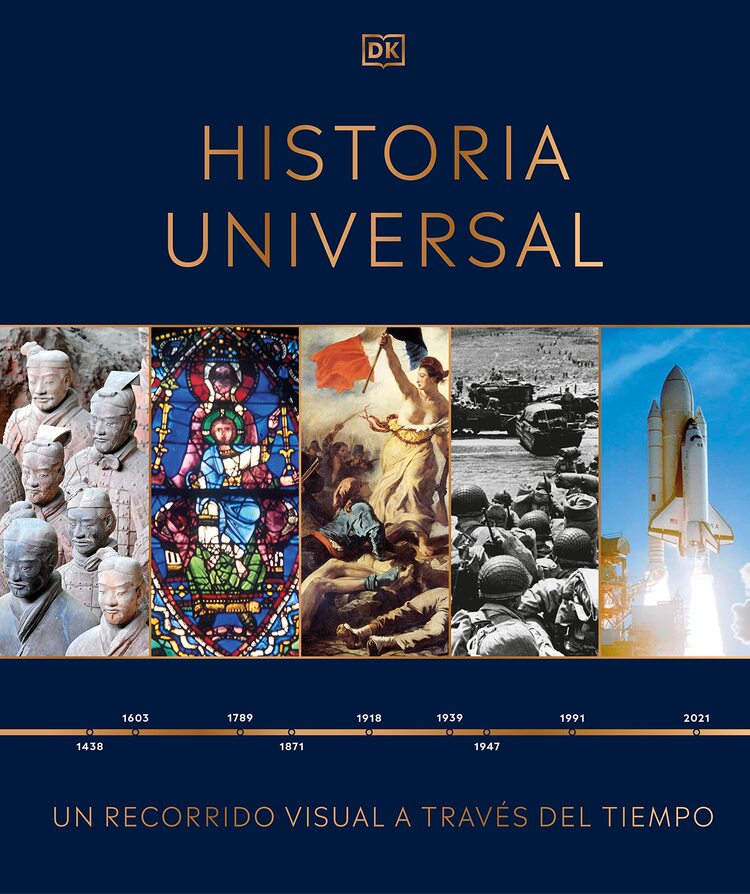 DK
HISTORIA
UNIVERSAL
1603 1789 1918 1939 1991 2021
1438 1871 1947
UN RECORRIDO VISUAL A TRAVÉS DEL TIEMPO